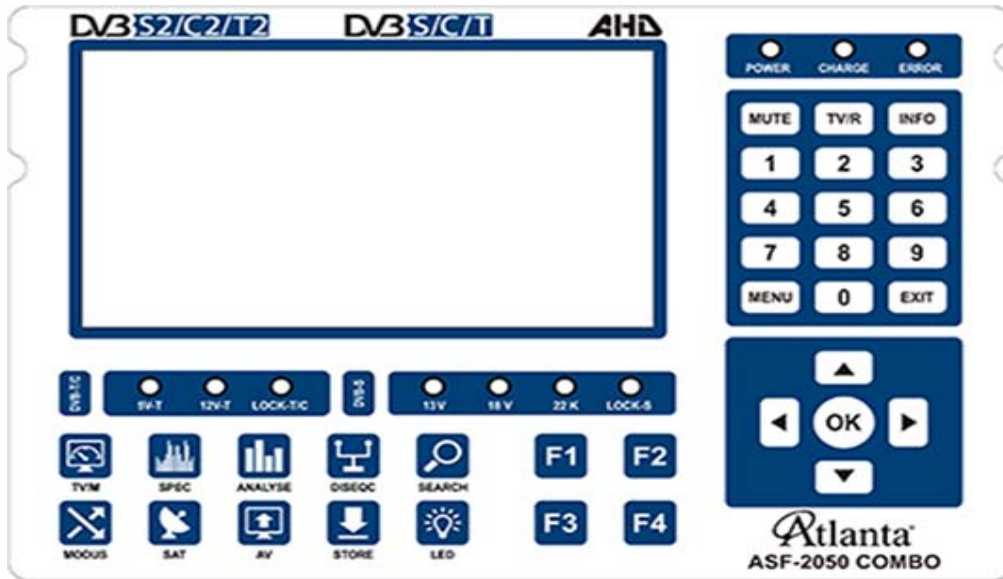 DVB S2/C2/T2 DVB S/C/T AHD
POWER CHARGE ERROR
MUTE TV/R INFO
1 2 3
4 5 6
7 8 9
MENU 0 EXIT
DVB-T/C 5V-T 12V-T LOCK-T/C DVB-S 13V 18 V 22 K LOCK-S
OK
F1 F2
TV/M SPEC ANALYSE DISEQC SEARCH
F3 F4
MODUS SAT AV STORE LED
Atlanta
ASF-2050 COMBO